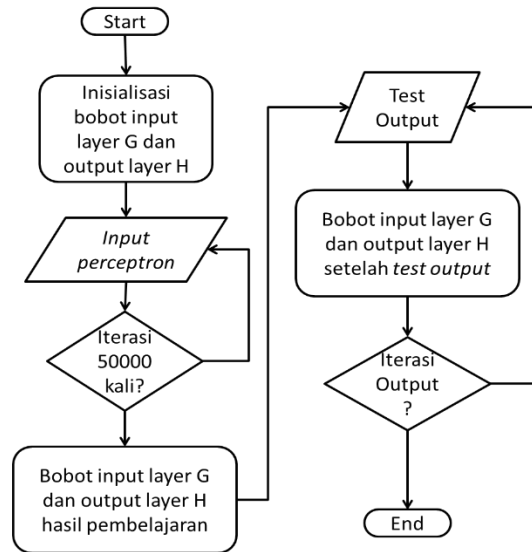 Start
Inisialisasi
bobot input
layer G dan
output layer H
Input
perceptron
Iterasi
50000
kali?
Bobot input layer G
dan output layer H
hasil pembelajaran
Test
Output
Bobot input layer G
dan output layer H
setelah test output
Iterasi
Output
?
End